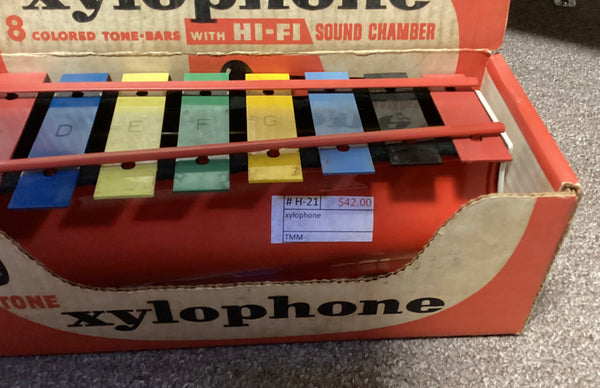 xylophone
8 COLORED TONE-BARS WITH HI-FI SOUND CHAMBER
D E F G
# H-21 $42.00
xylophone
TMM
TONE
xylophone